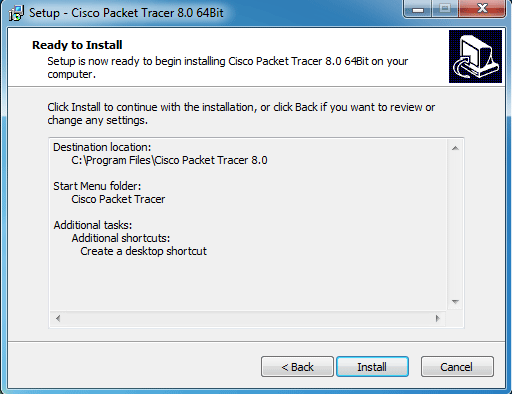 Setup - Cisco Packet Tracer 8.0 64Bit
Ready to Install
Setup is now ready to begin installing Cisco Packet Tracer 8.0 64Bit on your
computer.
Click Install to continue with the installation, or click Back if you want to review or
change any settings.
Destination location:
C:\Program Files\Cisco Packet Tracer 8.0
Start Menu folder:
Cisco Packet Tracer
Additional tasks:
Additional shortcuts:
Create a desktop shortcut
< Back
Install
Cancel